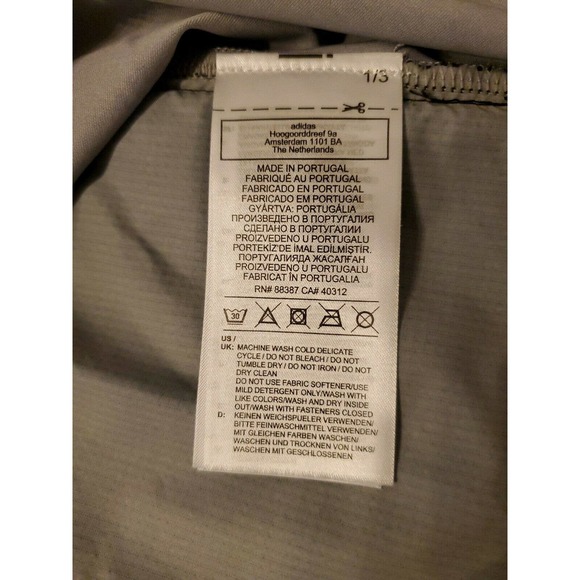 1/3
adidas
Hoogoorddreef 9a
Amsterdam 1101 BA
The Netherlands
MADE IN PORTUGAL
FABRIQUÉ AU PORTUGAL
FABRICADO EN PORTUGAL
FABRICADO EM PORTUGAL
GYÁRTVA: PORTUGÁLIA
ПРОИЗВЕДЕНО В ПОРТУГАЛИЯ
СДЕЛАНО В ПОРТУГАЛИИ
PROIZVEDENO U PORTUGALU
PORTEKİZ'DE İMAL EDİLMİŞTİR.
ПОРТУГАЛИЯДА ЖАСАЛҒАН
PROIZVEDENO U PORTUGALU
FABRICAT ÎN PORTUGALIA
RN# 88387 CA# 40312
30
US /
UK: MACHINE WASH COLD DELICATE
CYCLE / DO NOT BLEACH / DO NOT
TUMBLE DRY / DO NOT IRON / DO NOT
DRY CLEAN
DO NOT USE FABRIC SOFTENER/USE
MILD DETERGENT ONLY/WASH WITH
LIKE COLORS/WASH AND DRY INSIDE
OUT/WASH WITH FASTENERS CLOSED
D: KEINEN WEICHSPUELER VERWENDEN/
BITTE FEINWASCHMITTEL VERWENDEN/
MIT GLEICHEN FARBEN WASCHEN/
WASCHEN UND TROCKNEN VON LINKS/
WASCHEN MIT GESCHLOSSENEN